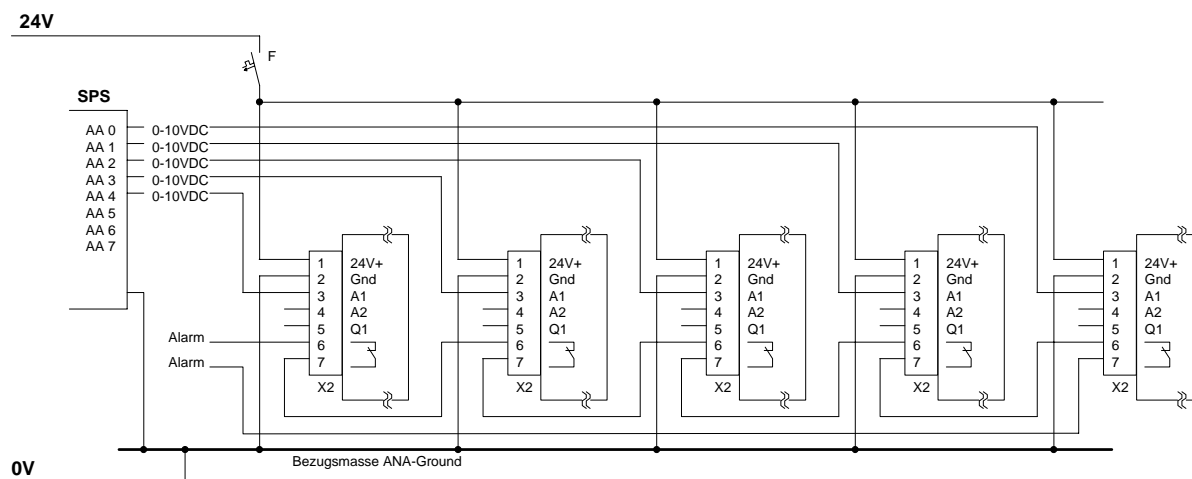 24V
F
SPS
AA 0 0-10VDC
AA 1 0-10VDC
AA 2 0-10VDC
AA 3 0-10VDC
AA 4 0-10VDC
AA 5
AA 6
AA 7
1 24V+
2 Gnd
3 A1
4 A2
5 Q1
6
7
X2
1 24V+
2 Gnd
3 A1
4 A2
5 Q1
6
7
X2
1 24V+
2 Gnd
3 A1
4 A2
5 Q1
6
7
X2
1 24V+
2 Gnd
3 A1
4 A2
5 Q1
6
7
X2
1 24V+
2 Gnd
3 A1
4 A2
5 Q1
6
7
X2
Alarm
Alarm
Bezugsmasse ANA-Ground
0V